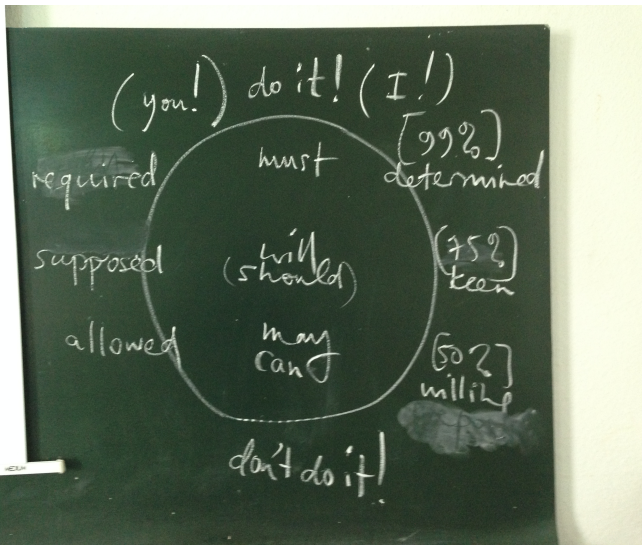 (you!) do it! (I!)
[99%]
required must determined
supposed will (75%)
(should) keen
allowed may [50%]
can willing
don't do it!